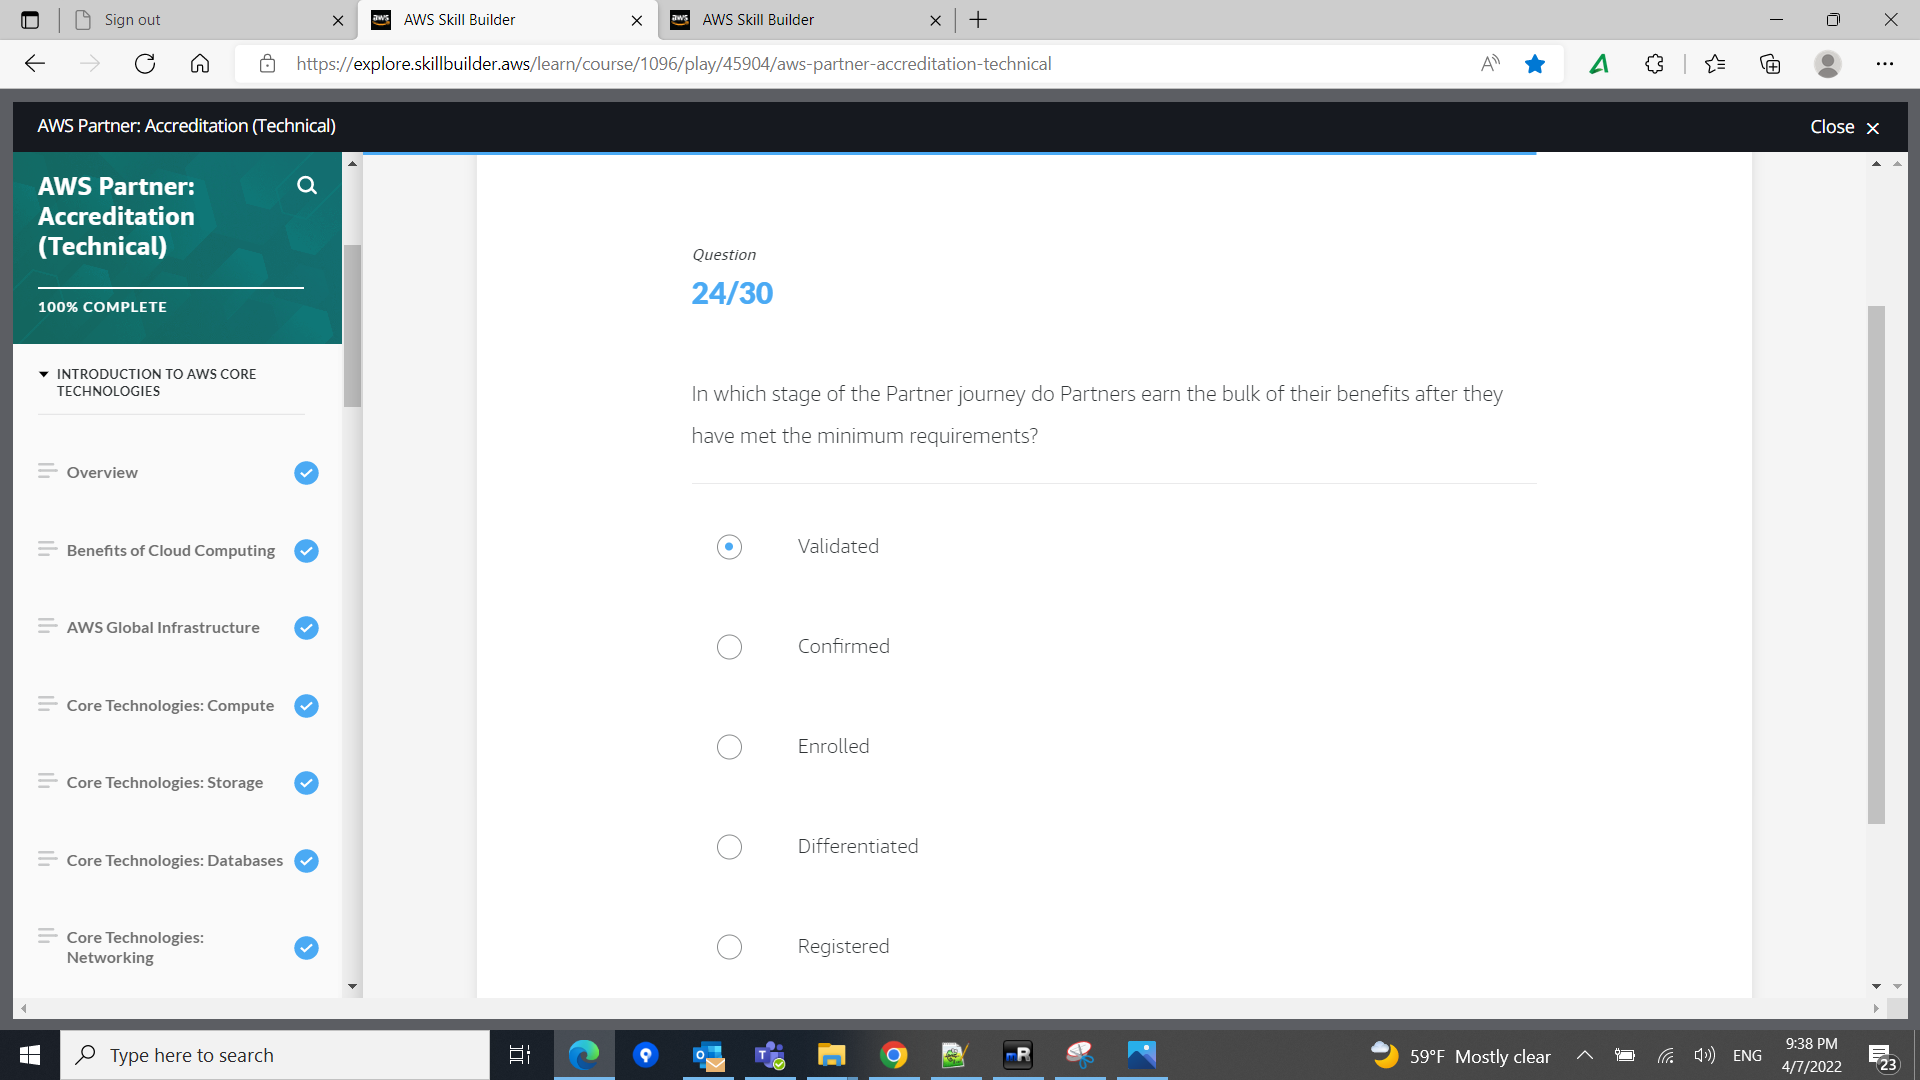 Sign out
aws
AWS Skill Builder
aws
AWS Skill Builder
https://explore.skillbuilder.aws/learn/course/1096/play/45904/aws-partner-accreditation-technical
AWS Partner: Accreditation (Technical)
Close
AWS Partner:
Accreditation
(Technical)
100% COMPLETE
INTRODUCTION TO AWS CORE
TECHNOLOGIES
Overview
Benefits of Cloud Computing
AWS Global Infrastructure
Core Technologies: Compute
Core Technologies: Storage
Core Technologies: Databases
Core Technologies:
Networking
Question
24/30
In which stage of the Partner journey do Partners earn the bulk of their benefits after they
have met the minimum requirements?
Validated
Confirmed
Enrolled
Differentiated
Registered
Type here to search
mR
59°F Mostly clear
ENG
9:38 PM
4/7/2022
23